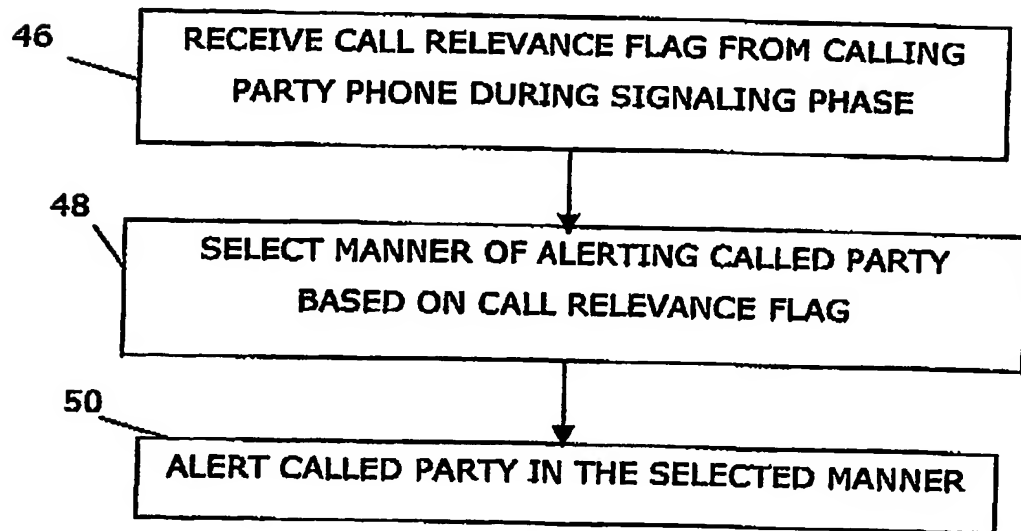 46
RECEIVE CALL RELEVANCE FLAG FROM CALLING
PARTY PHONE DURING SIGNALING PHASE
48
SELECT MANNER OF ALERTING CALLED PARTY
BASED ON CALL RELEVANCE FLAG
50
ALERT CALLED PARTY IN THE SELECTED MANNER